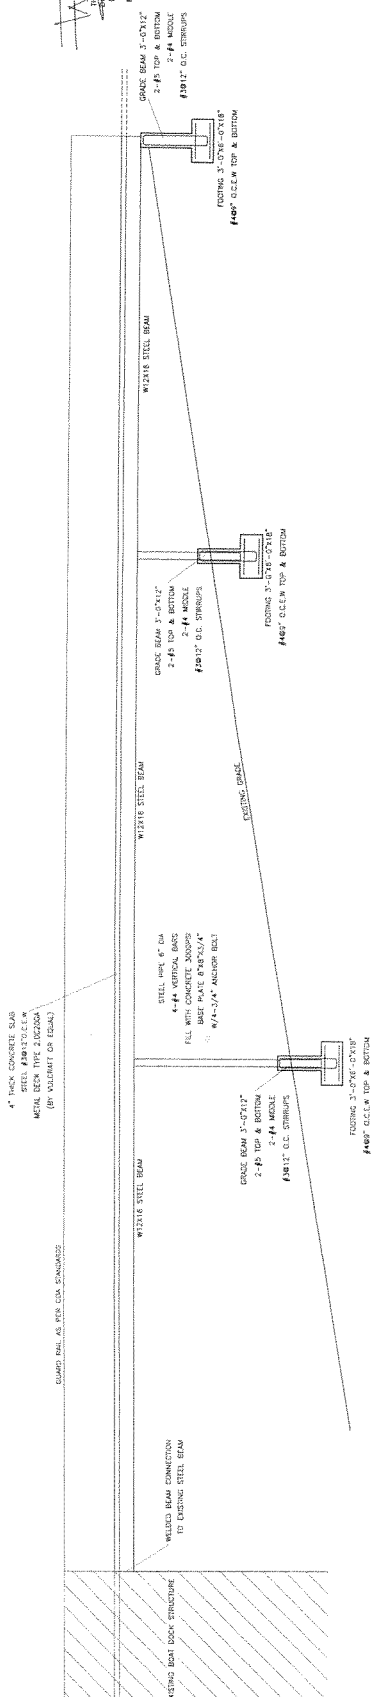 GRADE BEAM 3'-0"X12"
2-#5 TOP & BOTTOM
2-#4 MIDDLE
#3@12" O.C. STIRRUPS
FOOTING 3'-0"X6'-0"X18"
#4@9" O.C.E.W TOP & BOTTOM
W12X18 STEEL BEAM
GRADE BEAM 3'-0"X12"
2-#5 TOP & BOTTOM
2-#4 MIDDLE
#3@12" O.C. STIRRUPS
FOOTING 3'-0"X6'-0"X18"
#4@9" O.C.E.W TOP & BOTTOM
W12X18 STEEL BEAM
EXISTING GRADE
4" THICK CONCRETE SLAB
STEEL #3@12"O.C.E.W
METAL DECK TYPE
(BY VULCRAFT OR EQUAL)
STEEL PIPE 6" DIA
4-#4 VERTICAL BARS
FILL WITH CONCRETE 3000PSI
BASE PLATE 8"X8"X3/4"
W/4-3/4" ANCHOR BOLT
GRADE BEAM 3'-0"X12"
2-#5 TOP & BOTTOM
2-#4 MIDDLE
#3@12" O.C. STIRRUPS
FOOTING 3'-0"X6'-0"X18"
#4@9" O.C.E.W TOP & BOTTOM
W12X18 STEEL BEAM
GUARD RAIL AS PER COA STANDARDS
WELDED BEAM CONNECTION
TO EXISTING STEEL BEAM
EXISTING BOAT DOCK STRUCTURE